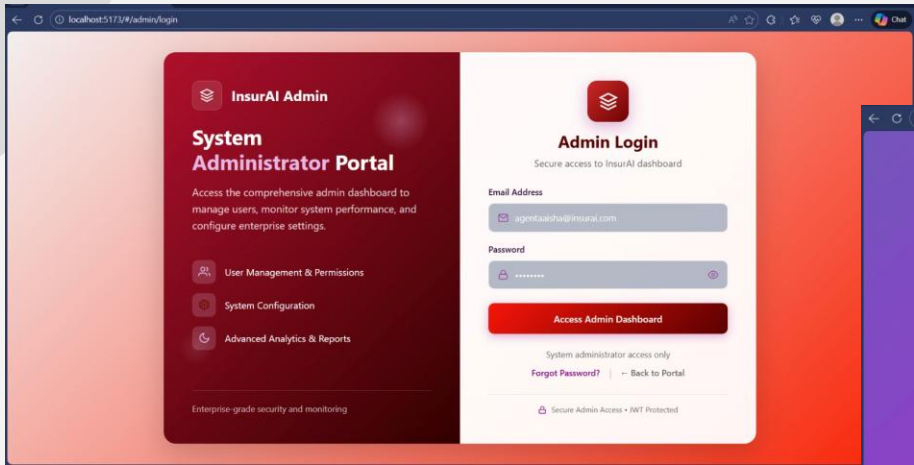 localhost:5173/#/admin/login
Chat
InsurAI Admin
System
Administrator Portal
Access the comprehensive admin dashboard to
manage users, monitor system performance, and
configure enterprise settings.
User Management & Permissions
System Configuration
Advanced Analytics & Reports
Enterprise-grade security and monitoring
Admin Login
Secure access to InsurAI dashboard
Email Address
agentaaisha@insurai.com
Password
Access Admin Dashboard
System administrator access only
Forgot Password? | ← Back to Portal
Secure Admin Access • JWT Protected